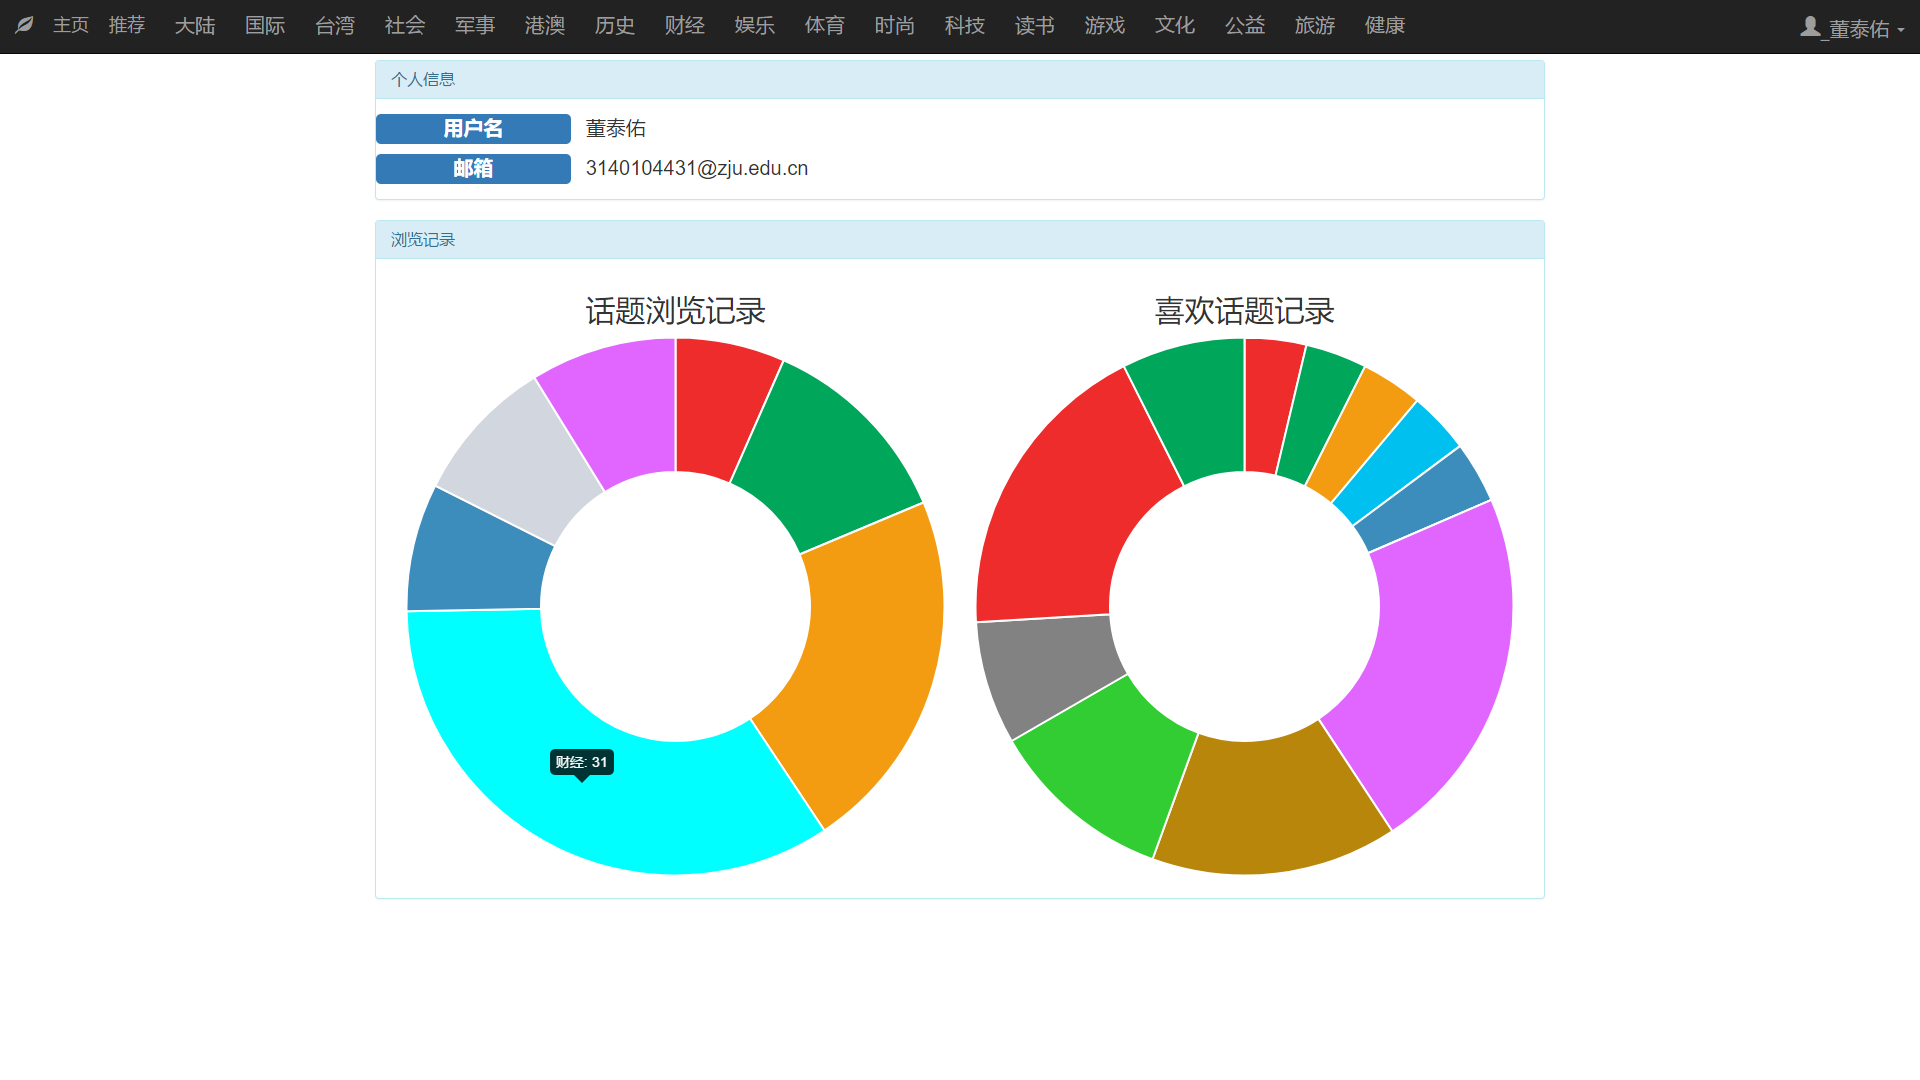 主页 推荐 大陆 国际 台湾 社会 军事 港澳 历史 财经 娱乐 体育 时尚 科技 读书 游戏 文化 公益 旅游 健康 _董泰佑
个人信息
用户名 董泰佑
邮箱 3140104431@zju.edu.cn
浏览记录
话题浏览记录 喜欢话题记录
财经: 31